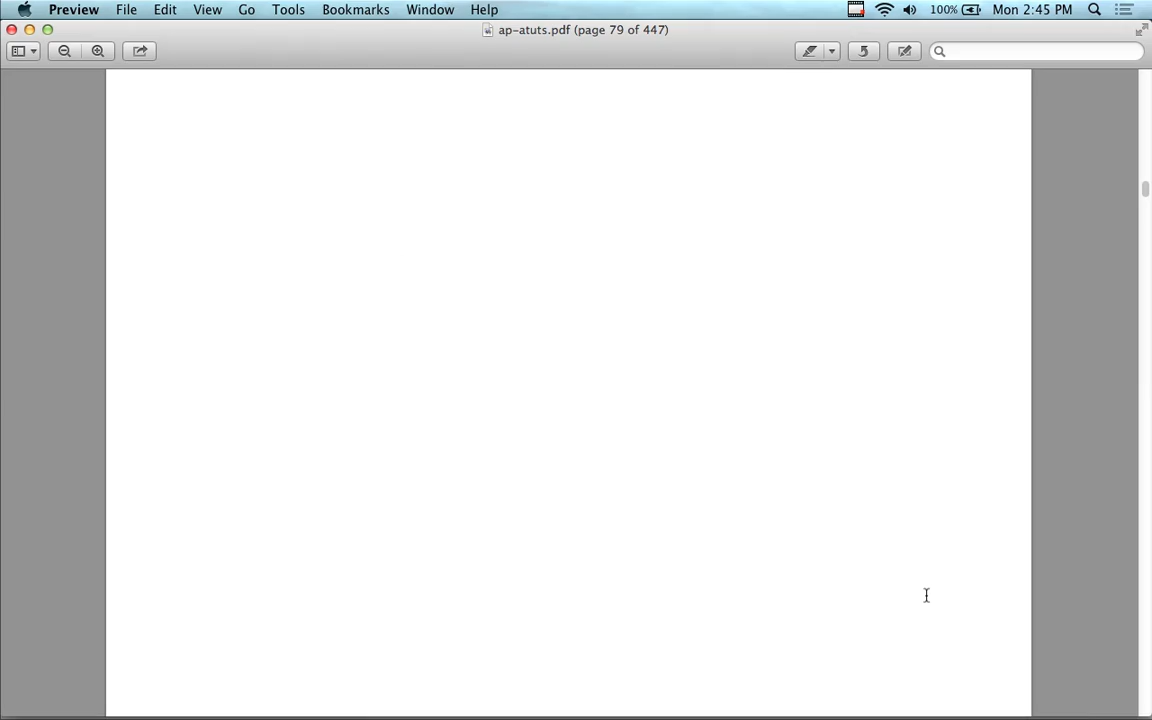 Preview File Edit View Go Tools Bookmarks Window Help 100% Mon 2:45 PM
ap-atuts.pdf (page 79 of 447)